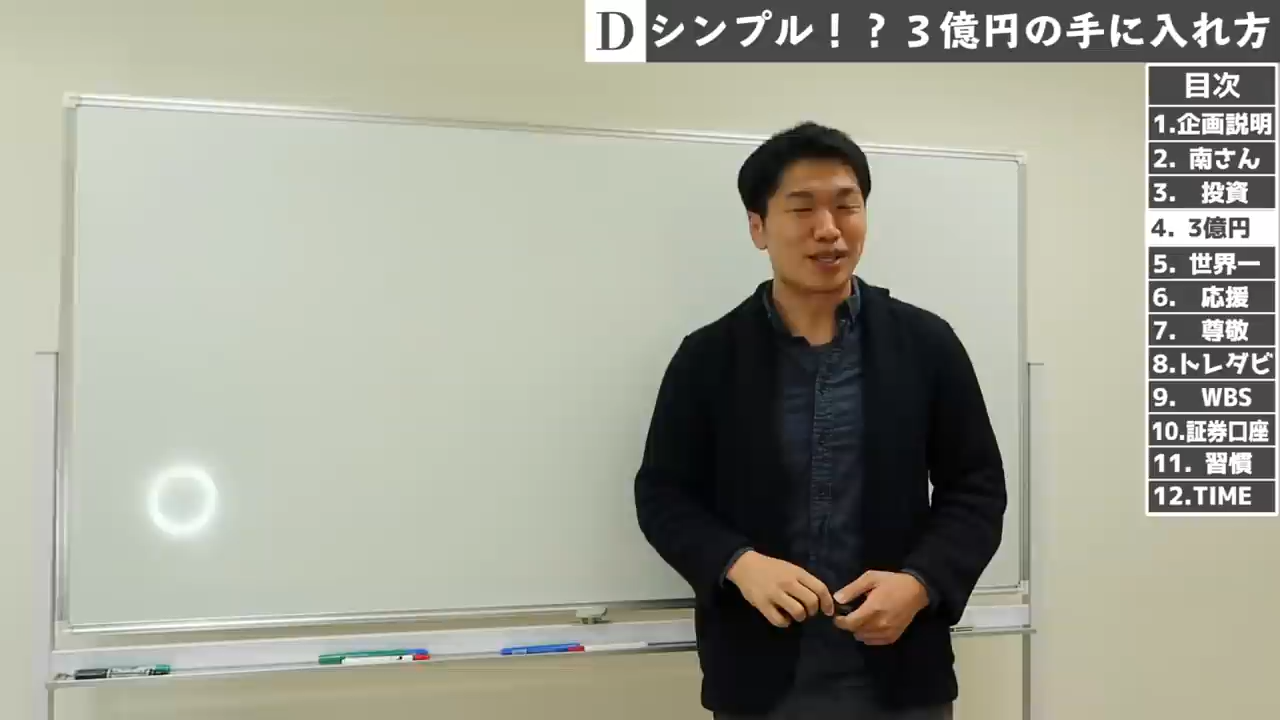 D シンプル！？３億円の手に入れ方
目次
1.企画説明
2. 南さん
3. 投資
4. 3億円
5. 世界一
6. 応援
7. 尊敬
8.トレダビ
9. WBS
10.証券口座
11. 習慣
12.TIME